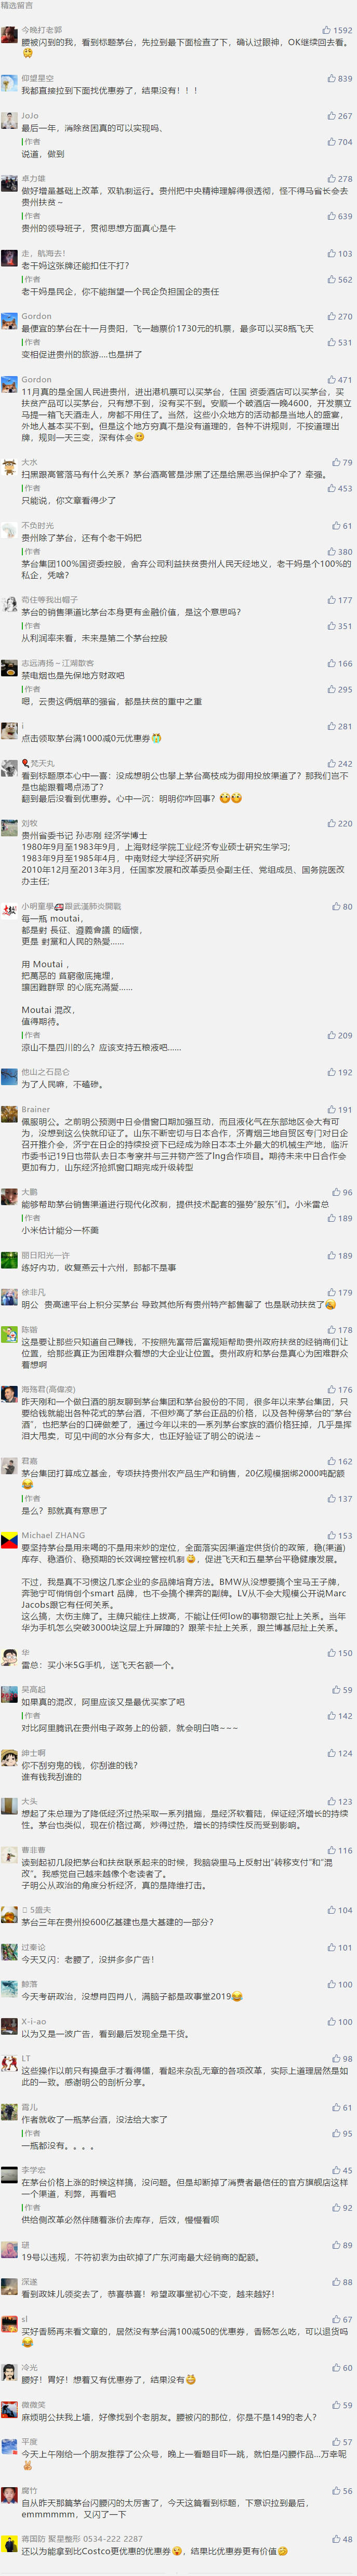 精选留言
今晚打老郭 1592
腰被闪到的我，看到标题茅台，先拉到最下面检查了下，确认过眼神，OK继续回去看。
仰望星空 839
我都直接拉到下面找优惠券了，结果没有！！！
JoJo 267
最后一年，消除贫困真的可以实现吗，
作者 704
说道，做到
卓力雄 278
做好增量基础上改革，双轨制运行。贵州把中央精神理解得很透彻，怪不得马省长会去
贵州扶贫~
作者 639
贵州的领导班子，贯彻思想方面真心是牛
走，航海去！ 103
老干妈这张牌还能扣住不打？
作者 562
老干妈是民企，你不能指望一个民企负担国企的责任
Gordon 270
最便宜的茅台在十一月贵阳，飞一趟票价1730元的机票，最多可以买8瓶飞天
作者 531
变相促进贵州的旅游....也是拼了
Gordon 471
11月真的是全国人民进贵州，进出港机票可以买茅台，住国 资委酒店可以买茅台，买
扶贫产品可以买茅台，只有想不到，没有买不到。安顺一个破酒店一晚4600，开发票立
马提一箱飞天酒走人，房都不用住了。当然，这些小众地方的活动都是当地人的盛宴，
外地人基本买不到。但是这个地方穷真不是没有道理的，各种不讲规则，不按道理出
牌，规则一天三变，深有体会
大水 79
扫黑跟高管落马有什么关系？茅台酒高管是涉黑了还是给黑恶当保护伞了？牵强。
作者 453
只能说，你文章看得少了
不负时光 61
贵州除了茅台，还有个老干妈把
作者 380
茅台集团100%国资委控股，舍弃公司利益扶贫贵州人民天经地义，老干妈是个100%的
私企，凭啥？
苟住等我出帽子 177
茅台的销售渠道比茅台本身更有金融价值，是这个意思吗？
作者 351
从利润率来看，未来是第二个茅台控股
志远清扬－江湖散客 166
禁电烟也是先保地方财政吧
作者 295
嗯，云贵这俩烟草的强省，都是扶贫的重中之重
i 281
点击领取茅台满1000减0元优惠券
梵天丸 242
看到标题原本心中一喜：没成想明公也攀上茅台高枝成为御用投放渠道了？那我们岂不
是也能跟着喝点汤了？
翻到最后没看到优惠券。心中一沉：明明你咋回事？
刘牧 220
贵州省委书记 孙志刚 经济学博士
1980年9月至1983年9月，上海财经学院工业经济专业硕士研究生学习;
1983年9月至1985年4月，中南财经大学经济研究所
2010年12月至2013年3月，任国家发展和改革委员会副主任、党组成员、国务院医改
办主任;
80
每一瓶 moutai，
都是對 長征、遵義會議 的緬懷，
更是 對黨和人民的熱愛......
用 Moutai ，
把萬惡的 貧窮徹底掩埋，
讓困難群眾 的心底充滿愛......
Moutai 混改，
值得期待。
作者 209
凉山不是四川的么？应该支持五粮液吧......
他山之石昆仑 192
为了人民嘛，不磕碜。
Brainer 191
佩服明公。之前明公预测中日会借窗口期加强互动，而且液化气在东部地区会大有可
为，没想到这么快就印证了。山东不断密切与日本合作，济青烟三地自贸区专门对日企
召开推介会，济宁在日企的持续投资下已经成为除日本本土外最大的机械生产地，临沂
市委书记19日也带队去日本考察并与三井物产签了lng合作项目。期待未来中日合作会
更加有力，山东经济抢抓窗口期完成升级转型
大鹏 96
能够帮助茅台销售渠道进行现代化改制，提供技术配套的强势“股东”们。小米雷总
作者 189
小米估计能分一杯羹
丽日阳光一许 189
练好内功，收复燕云十六州，那都不是事
徐非凡 179
明公 贵高速平台上积分买茅台 导致其他所有贵州特产都售罄了 也是联动扶贫了
陈锴 178
这是要让那些只知道自己赚钱，不按照先富带后富规矩帮助贵州政府扶贫的经销商们让
位置，给那些真正为困难群众着想的大企业让位置。贵州政府和茅台是真心为困难群众
着想啊
海殇君(高偉凌) 176
昨天刚和一个做白酒的朋友聊到茅台集团和茅台股份的不同，很多年以来茅台集团，只
要给钱就能出各种花式的茅台酒，不但炒高了茅台正品的价格，以及各种傍茅台的“茅台
酒”，也把茅台的口碑做差了，通过今年以来的一系列茅台家族的酒价格狂掉，几乎是挥
泪大甩卖，可见中间的水分有多大，也正好验证了明公的说法~
君嘉 162
茅台集团打算成立基金，专项扶持贵州农产品生产和销售，20亿规模捆绑2000吨配额
作者 137
是么？那就真有意思了
Michael ZHANG 153
要坚持茅台是用来喝的不是用来炒的定位，全面落实因渠道定供货价的政策，稳(渠道)
库存、稳酒价、稳预期的长效调控管控机制，促进飞天和五星茅台平稳健康发展。
不过，我是真不习惯这几家企业的多品牌培育方法。BMW从没想要搞个宝马王子牌，
奔驰宁可悄悄创个smart 品牌，也不会搞个裸奔的副牌。LV从不会大规模公开说Marc
Jacobs跟它有任何关系。
这么搞，太伤主牌了。主牌只能往上拔高，不能让任何low的事物跟它扯上关系。当年
华为手机怎么突破3000块这层上升屏障的？跟莱卡扯上关系，跟兰博基尼扯上关系。
华 150
雷总：买小米5G手机，送飞天名额一个。
吴高起 59
如果真的混改，阿里应该又是最优买家了吧
作者 142
对比阿里腾讯在贵州电子政务上的份额，就会明白咯~~~
绅士啊 124
你不刮穷鬼的钱，你刮谁的钱？
谁有钱我刮谁的
大头 123
想起了朱总理为了降低经济过热采取一系列措施，是经济软着陆，保证经济增长的持续
性。茅台也类似，现在价格过高，炒得过热，增长的持续性反而受到影响。
曹非曹 116
读到起初几段把茅台和扶贫联系起来的时候，我脑袋里马上反射出“转移支付”和“混
改”。我感觉自己越来越像个老读者了。
子明公从政治的角度分析经济，真的是降维打击。
5盛夫 104
茅台三年在贵州投600亿基建也是大基建的一部分？
过秦论 101
今天又闪：老腰了，没拼多多广告！
鲸落 100
今天考研政治，没想肖四肖八，满脑子都是政事堂2019
X-i-ao 100
以为又是一波广告，看到最后发现全是干货。
LT 98
这些操作以前只有操盘手才看得懂，看起来杂乱无章的各项改革，实际上道理居然是如
此的一致。感谢明公的剖析分享。
霭儿 61
作者就收了一瓶茅台酒，没法给大家了
作者 95
一瓶都没有。。。。
李学宏 45
在茅台价格上涨的时候这样搞，没问题。但是却断掉了消费者最信任的官方旗舰店这样
一个渠道，利弊，再看吧
作者 92
供给侧改革必然伴随着涨价去库存，后效，慢慢看呗
89
19号以违规，不符初衷为由砍掉了广东河南最大经销商的配额。
深速 88
看到政妹儿领奖去了，恭喜恭喜！希望政事堂初心不变，越来越好！
sl 67
买好香肠再来看文章的，居然没有茅台满100减50的优惠券，香肠怎么吃，可以退货吗
冷光 60
腰好！胃好！想着又有优惠券了，结果没有
微微笑 59
麻烦明公扶我上墙，好像找到个老朋友。腰被闪的那位，你是不是149的老人？
平度 57
今天上午刚给一个朋友推荐了公众号，晚上一看题目吓一跳，就怕是闪腰作品...万幸呢
腐竹 56
自从昨天那篇茅台闪腰闪的太厉害了，今天这篇看到标题，下意识拉到最后，
emmmmmm，又闪了一下
蒋国防 聚星整形 0534-222 2287 48
还以为能拿到比Costco更优惠的优惠券，结果比优惠券更有价值